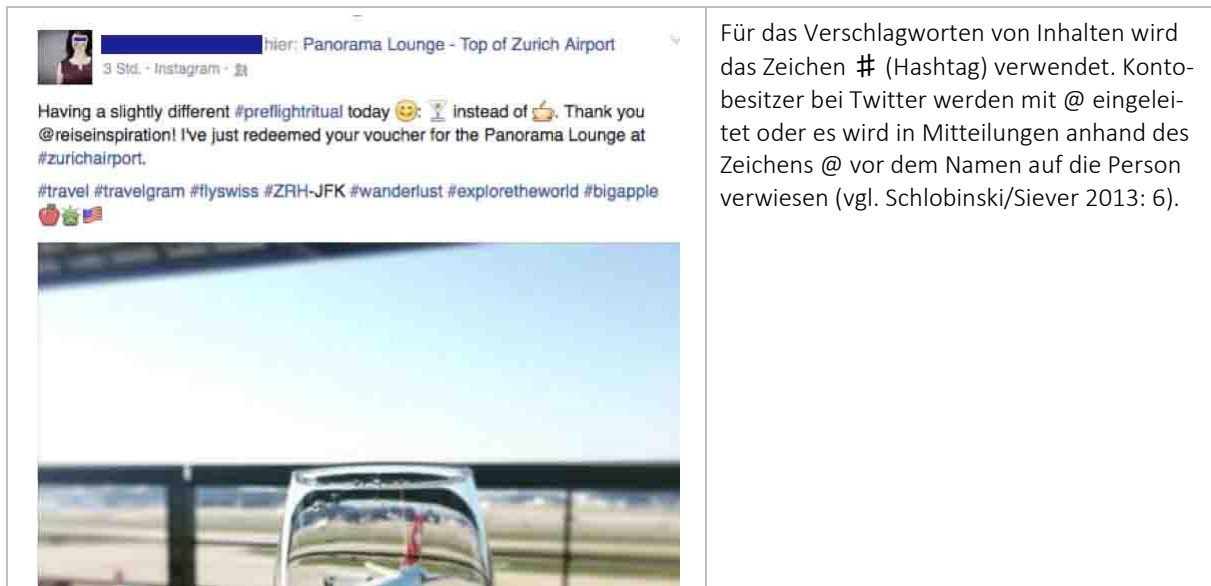 hier: Panorama Lounge - Top of Zurich Airport
3 Std. · Instagram ·
Having a slightly different #preflightritual today 😊: 🍸 instead of ☕. Thank you
@reiseinspiration! I've just redeemed your voucher for the Panorama Lounge at
#zurichairport.
#travel #travelgram #flyswiss #ZRH-JFK #wanderlust #exploretheworld #bigapple
🍎🗽🇺🇸
Für das Verschlagworten von Inhalten wird
das Zeichen # (Hashtag) verwendet. Konto-
besitzer bei Twitter werden mit @ eingelei-
tet oder es wird in Mitteilungen anhand des
Zeichens @ vor dem Namen auf die Person
verwiesen (vgl. Schlobinski/Siever 2013: 6).